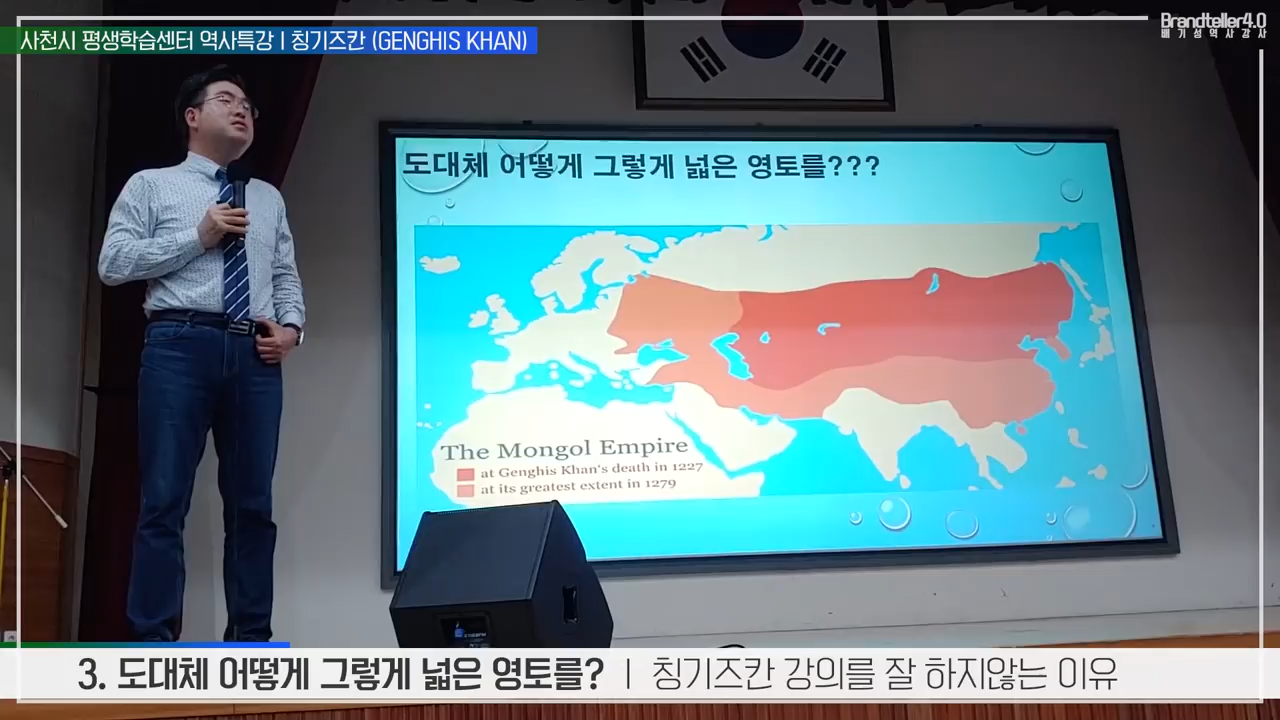 사천시 평생학습센터 역사특강 | 칭기즈칸 (GENGHIS KHAN)
Brandteller4.0
배기성역사강사
도대체 어떻게 그렇게 넓은 영토를???
The Mongol Empire
at Genghis Khan's death in 1227
at its greatest extent in 1279
3. 도대체 어떻게 그렇게 넓은 영토를? | 칭기즈칸 강의를 잘 하지않는 이유